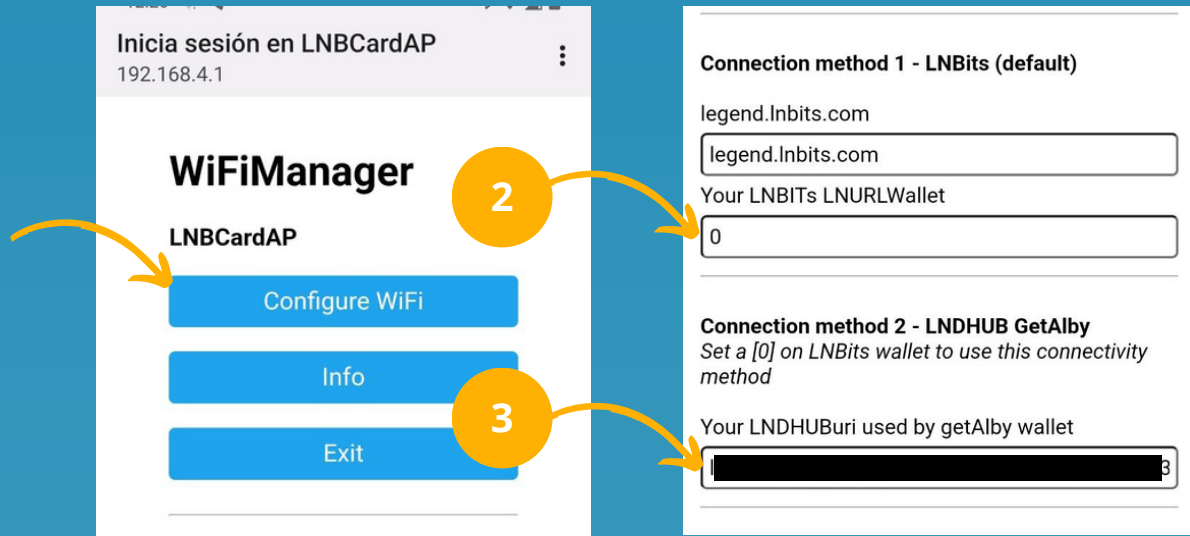 Inicia sesión en LNBCardAP
192.168.4.1
WiFiManager
LNBCardAP
Configure WiFi
Info
Exit
2
3
Connection method 1 - LNBits (default)
legend.lnbits.com
legend.lnbits.com
Your LNBITs LNURLWallet
0
Connection method 2 - LNDHUB GetAlby
Set a [0] on LNBits wallet to use this connectivity
method
Your LNDHUBuri used by getAlby wallet
l 3